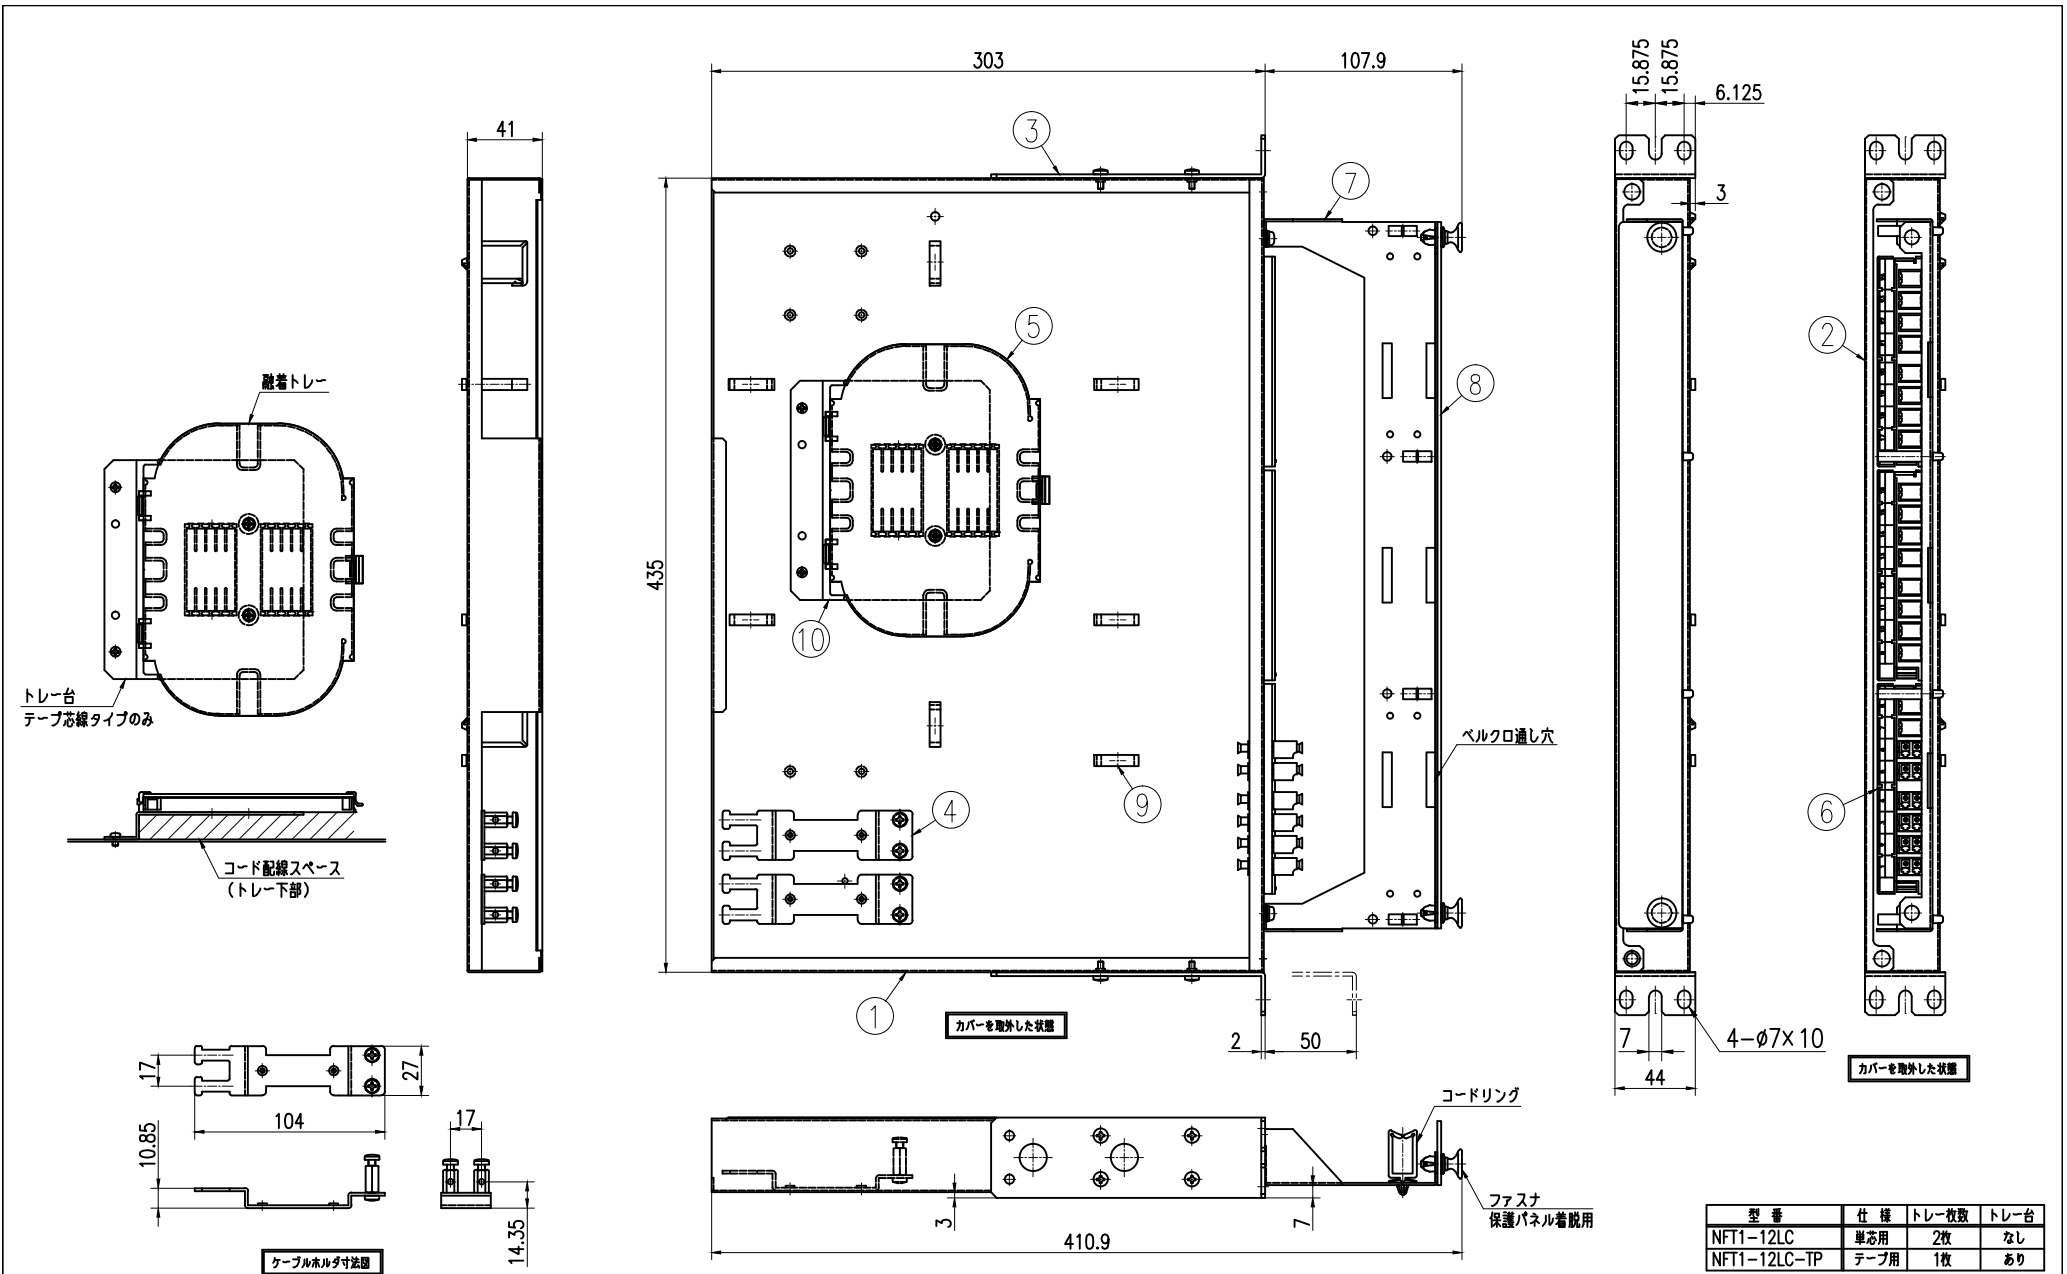 303
107.9
15.875
15.875
6.125
41
3
7
3
5
2
8
融着トレー
435
10
トレー台
テープ芯線タイプのみ
ベルクロ通し穴
4
9
6
コード配線スペース
(トレー下部)
1
カバーを取外した状態
2
50
7
4-φ7×10
44
カバーを取外した状態
17
27
104
10.85
17
14.35
ケーブルホルダ寸法図
コードリング
3
7
ファスナ
保護パネル着脱用
410.9
型番 仕様 トレー枚数 トレー台
NFT1-12LC 単芯用 2枚 なし
NFT1-12LC-TP テープ用 1枚 あり